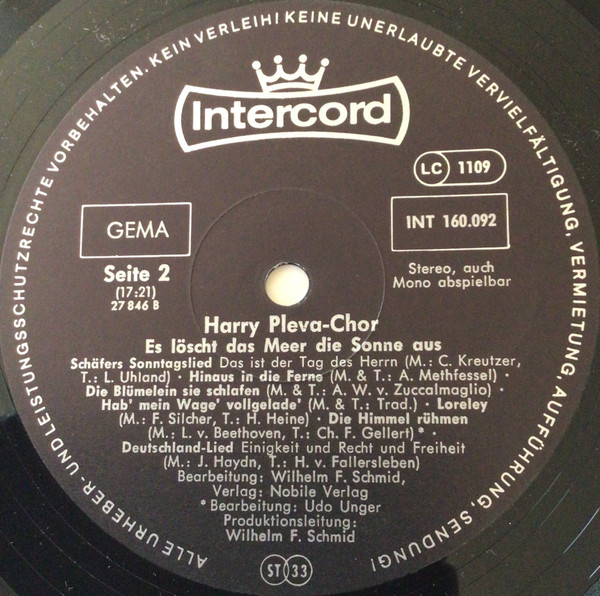 ALLE URHEBER- UND LEISTUNGSSCHUTZRECHTE VORBEHALTEN. KEIN VERLEIH! KEINE UNERLAUBTE VERVIELFÄLTIGUNG, VERMIETUNG, AUFFÜHRUNG, SENDUNG!
Intercord
LC 1109
GEMA
INT 160.092
Seite 2
(17:21)
27 846 B
Stereo, auch
Mono abspielbar
Harry Pleva-Chor
Es löscht das Meer die Sonne aus
Schäfers Sonntagslied Das ist der Tag des Herrn (M.: C. Kreutzer,
T.: L. Uhland) · Hinaus in die Ferne (M. & T.: A. Methfessel) ·
Die Blümelein sie schlafen (M. & T.: A. W. v. Zuccalmaglio) ·
Hab' mein Wage' vollgelade' (M. & T.: Trad.) · Loreley
(M.: F. Silcher, T.: H. Heine) · Die Himmel rühmen
(M.: L. v. Beethoven, T.: Ch. F. Gellert) * ·
Deutschland-Lied Einigkeit und Recht und Freiheit
(M.: J. Haydn, T.: H. v. Fallersleben)
Bearbeitung: Wilhelm F. Schmid,
Verlag: Nobile Verlag
* Bearbeitung: Udo Unger
Produktionsleitung:
Wilhelm F. Schmid
ST 33